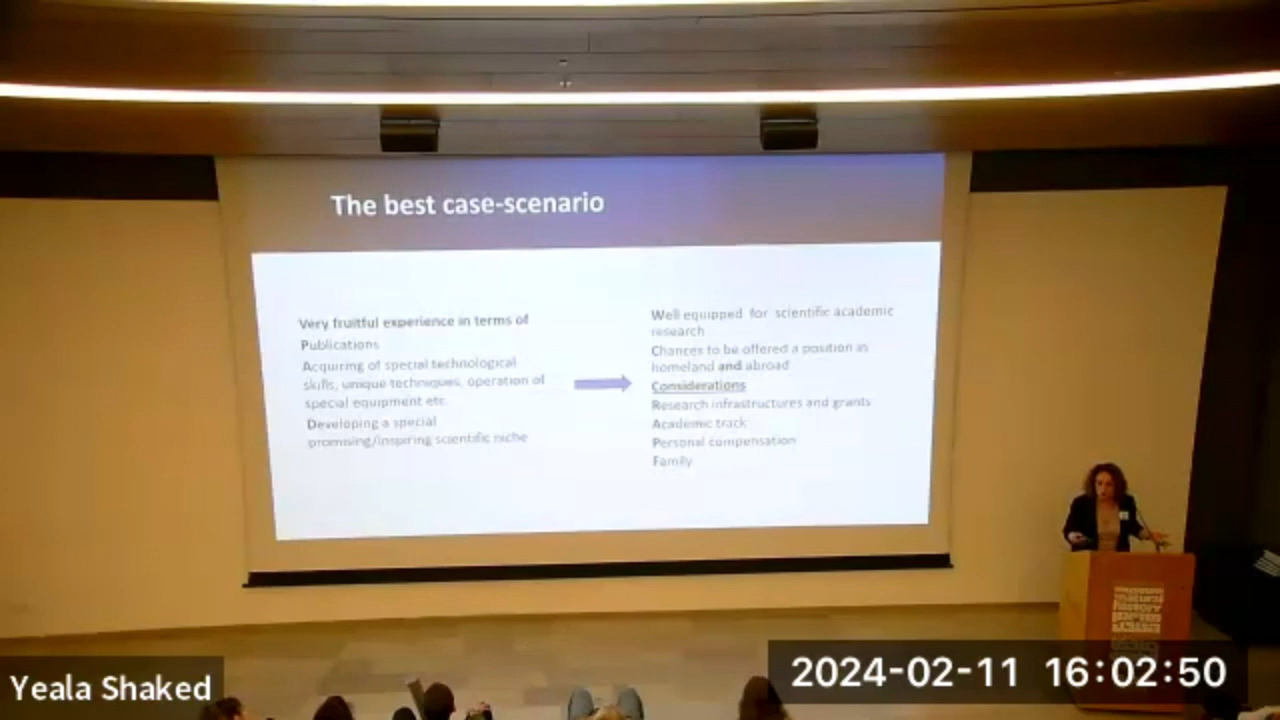 The best case-scenario
Very fruitful experience in terms of
Publications
Acquiring of special technological
skills, unique techniques, operation of
special equipment etc.
Developing a special
promising/inspiring scientific niche
Well equipped for scientific academic
research
Chances to be offered a position in
homeland and abroad
Considerations
Research infrastructures and grants
Academic track
Personal compensation
Family
natural
history
Yeala Shaked
2024-02-11 16:02:50